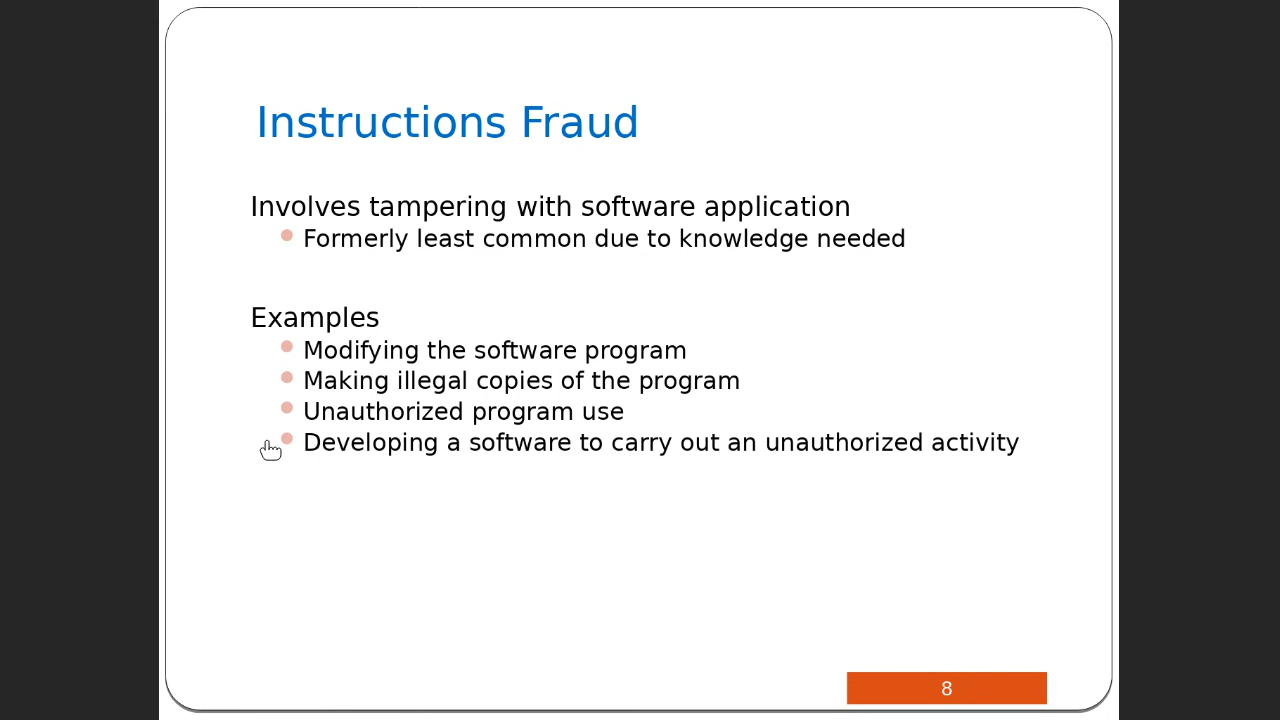 Instructions Fraud
Involves tampering with software application
Formerly least common due to knowledge needed
Examples
Modifying the software program
Making illegal copies of the program
Unauthorized program use
Developing a software to carry out an unauthorized activity
8